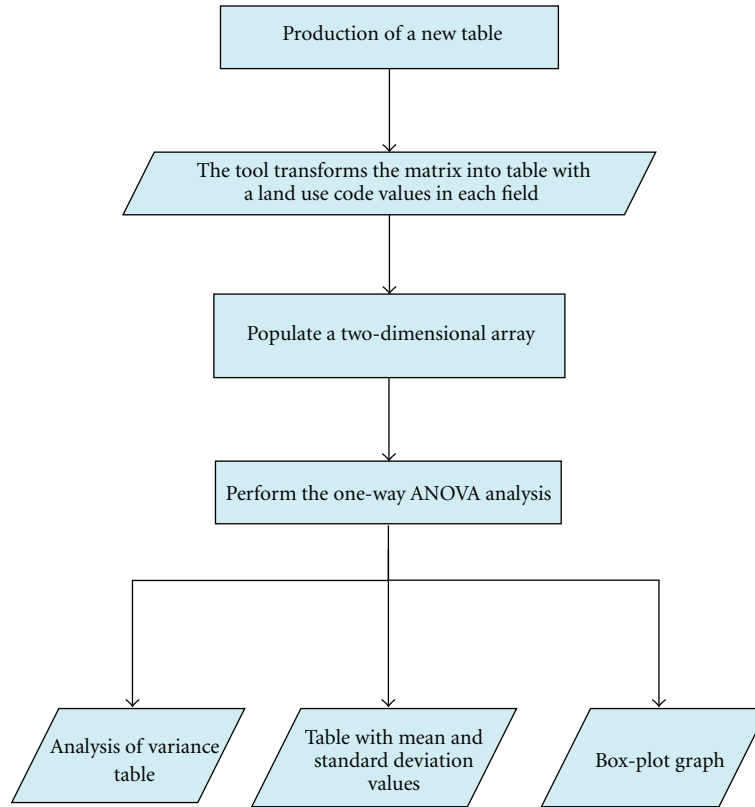 Production of a new table
The tool transforms the matrix into table with
a land use code values in each field
Populate a two-dimensional array
Perform the one-way ANOVA analysis
Analysis of variance
table
Table with mean and
standard deviation
values
Box-plot graph